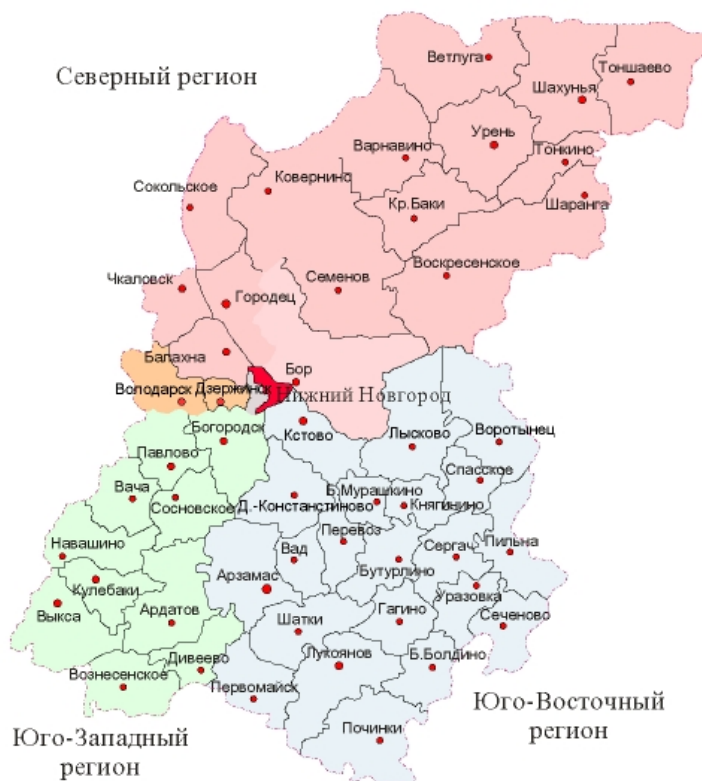 Северный регион
Ветлуга
Тоншаево
Шахунья
Урень
Варнавино
Тонкино
Ковернино
Сокольское
Кр.Баки
Шаранга
Воскресенское
Чкаловск
Семенов
Городец
Балахна
Бор
Володарск
Дзержинск
Нижний Новгород
Богородск
Кстово
Лысково
Воротынец
Павлово
Спасское
Вача
Сосновское
Д.-Констанстиново
Б.Мурашкино
Княгинино
Перевоз
Навашино
Вад
Сергач
Пильна
Кулебаки
Арзамас
Бутурлино
Уразовка
Выкса
Ардатов
Шатки
Гагино
Сеченово
Дивеево
Лукоянов
Б.Болдино
Вознесенское
Первомайск
Починки
Юго-Западный
регион
Юго-Восточный
регион